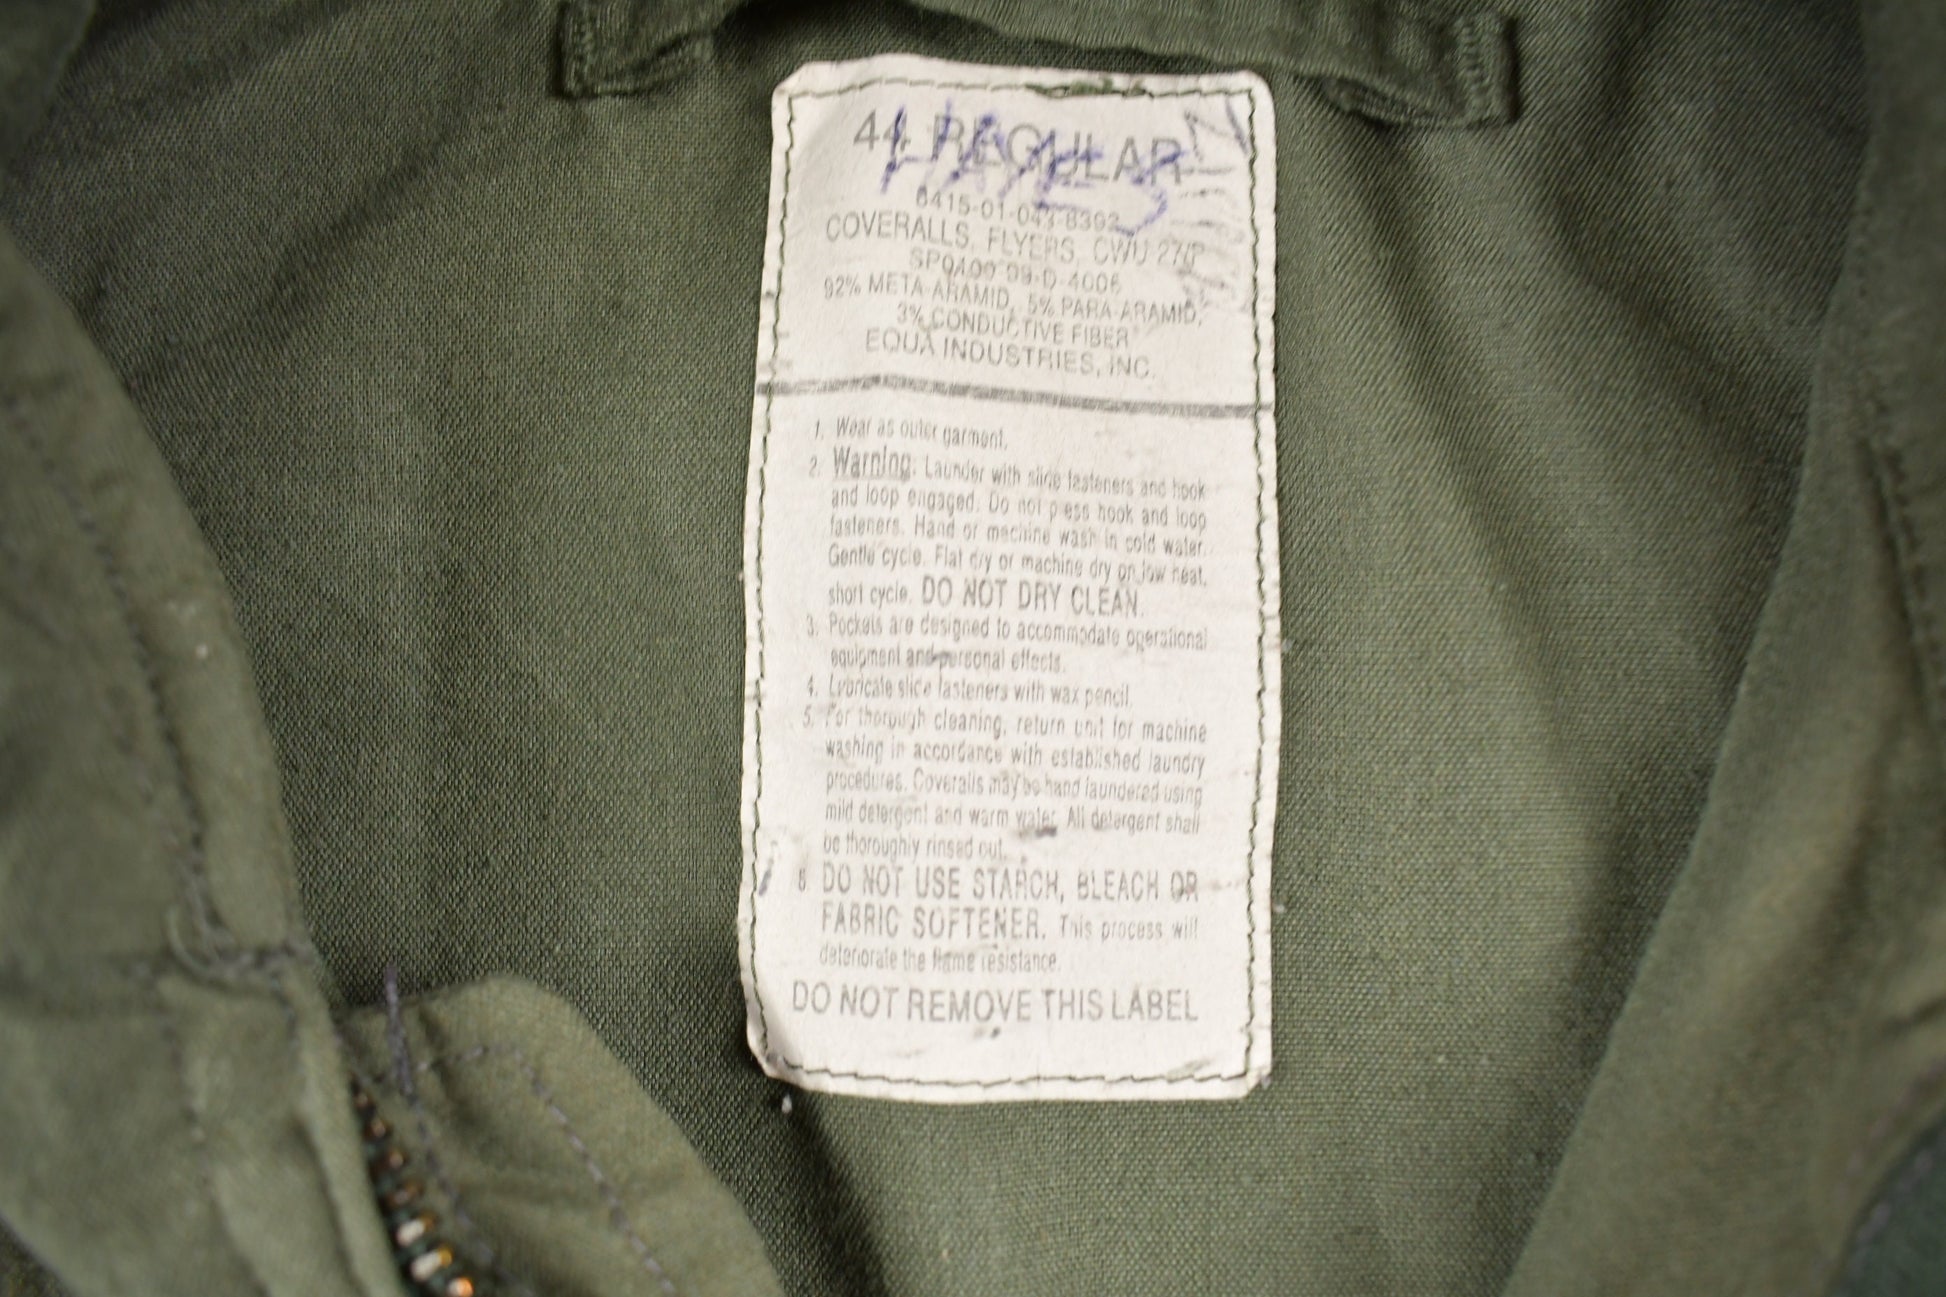 44 REGULAR
HAYES
8415-01-043-8392
COVERALLS, FLYERS, CWU 27/P
SP0100-99-D-4006
92% META-ARAMID, 5% PARA-ARAMID,
3% CONDUCTIVE FIBER
EQUA INDUSTRIES, INC.
1. Wear as outer garment.
2. Warning: Launder with slide fasteners and hook
and loop engaged. Do not press hook and loop
fasteners. Hand or machine wash in cold water.
Gentle cycle. Flat dry or machine dry on low heat,
short cycle. DO NOT DRY CLEAN.
3. Pockets are designed to accommodate operational
equipment and personal effects.
4. Lubricate slide fasteners with wax pencil.
5. For thorough cleaning, return unit for machine
washing in accordance with established laundry
procedures. Coveralls may be hand laundered using
mild detergent and warm water. All detergent shall
be thoroughly rinsed out.
6. DO NOT USE STARCH, BLEACH OR
FABRIC SOFTENER. This process will
deteriorate the flame resistance.
DO NOT REMOVE THIS LABEL